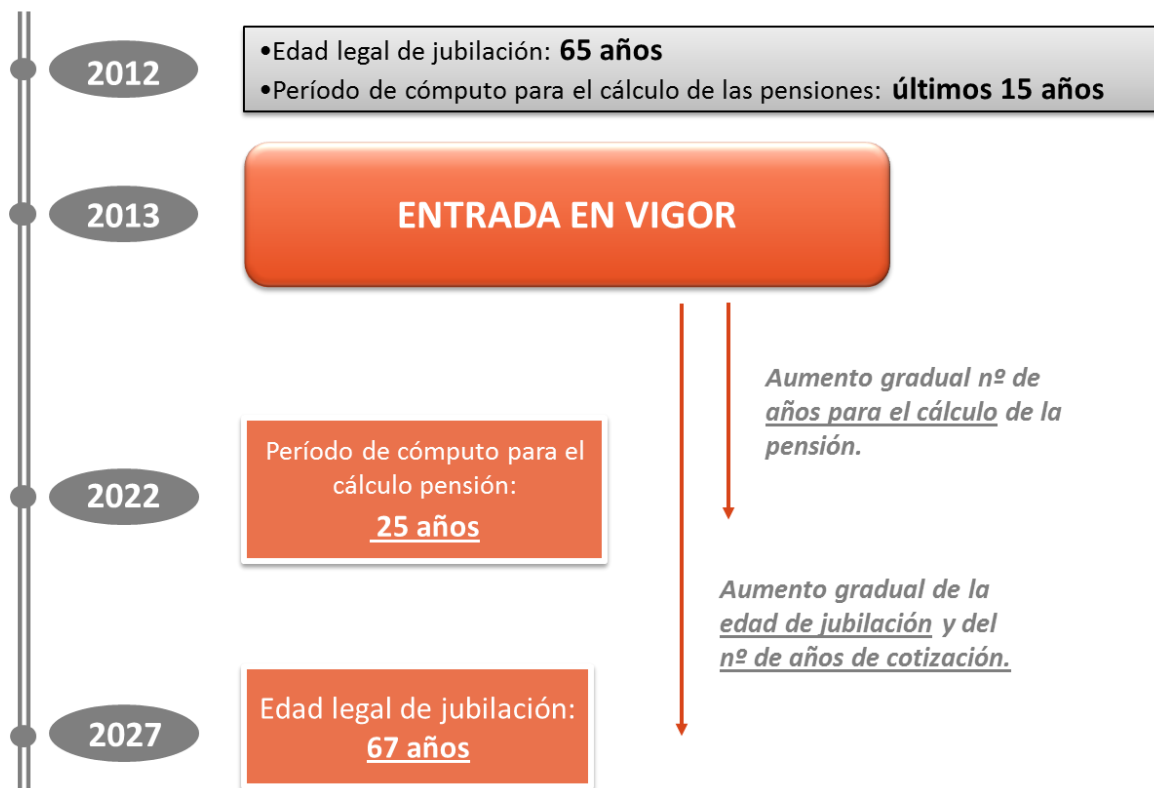 2012
•Edad legal de jubilación: 65 años
•Período de cómputo para el cálculo de las pensiones: últimos 15 años
2013
ENTRADA EN VIGOR
Aumento gradual nº de
años para el cálculo de la
pensión.
2022
Período de cómputo para el
cálculo pensión:
25 años
Aumento gradual de la
edad de jubilación y del
nº de años de cotización.
2027
Edad legal de jubilación:
67 años